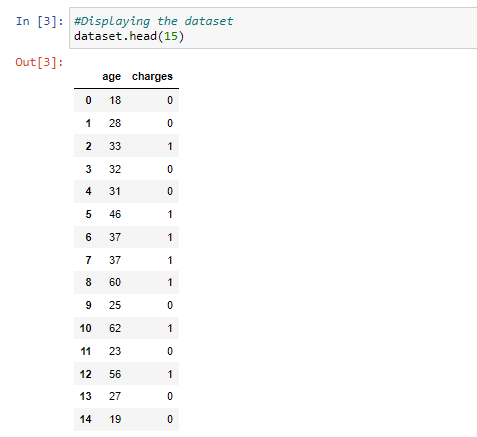 In [3]: #Displaying the dataset
dataset.head(15)
Out[3]:
age charges
0 18 0
1 28 0
2 33 1
3 32 0
4 31 0
5 46 1
6 37 1
7 37 1
8 60 1
9 25 0
10 62 1
11 23 0
12 56 1
13 27 0
14 19 0